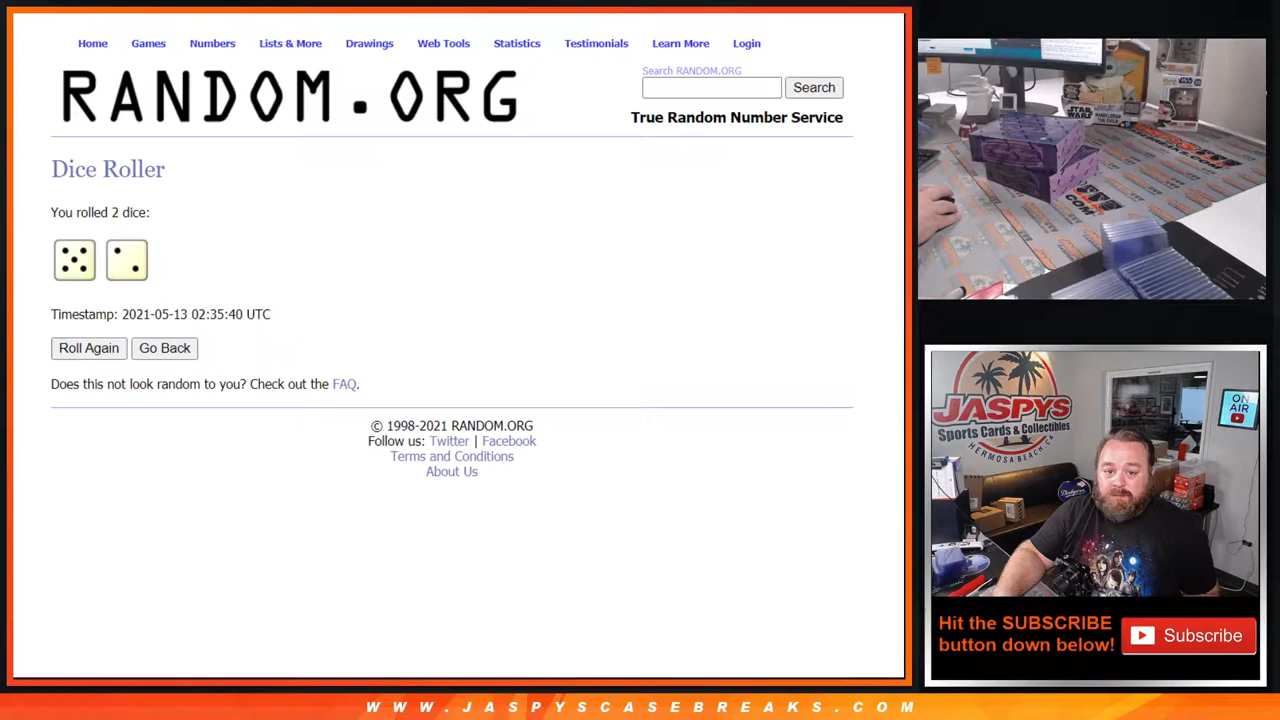 Home Games Numbers Lists & More Drawings Web Tools Statistics Testimonials Learn More Login
RANDOM.ORG
Search RANDOM.ORG
Search
True Random Number Service
Dice Roller
You rolled 2 dice:
Timestamp: 2021-05-13 02:35:40 UTC
Roll Again Go Back
Does this not look random to you? Check out the FAQ.
© 1998-2021 RANDOM.ORG
Follow us: Twitter | Facebook
Terms and Conditions
About Us
STAR
WARS
JASPYS
Sports Cards & Collectibles
HERMOSA BEACH, CA
ON
AIR
Dodgers
Hit the SUBSCRIBE
button down below!
Subscribe
WWW.JASPYSCASEBREAKS.COM